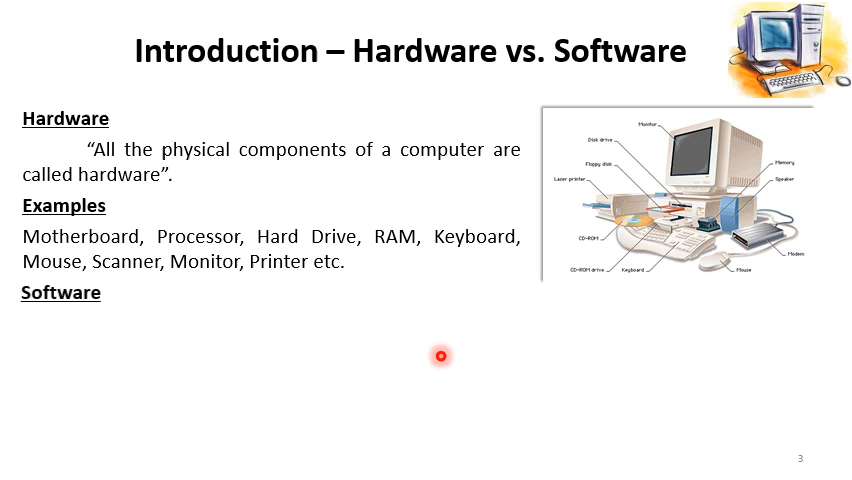 Introduction – Hardware vs. Software
Hardware
“All the physical components of a computer are
called hardware”.
Examples
Motherboard, Processor, Hard Drive, RAM, Keyboard,
Mouse, Scanner, Monitor, Printer etc.
Software
Monitor
Disk drive
Floppy disk
Laser printer
Memory
Speaker
CD-ROM
Modem
CD-ROM drive
Keyboard
Mouse
3